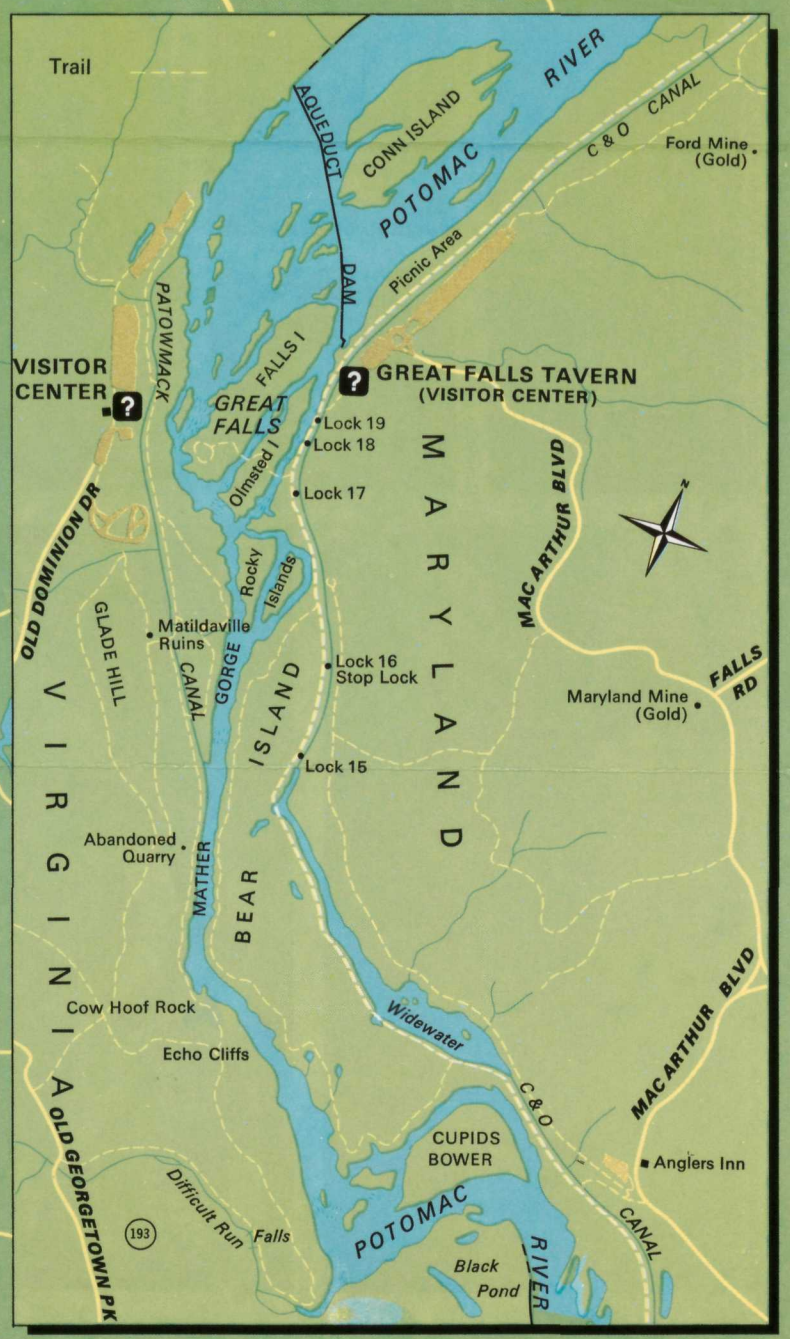 Trail
RIVER
AQUEDUCT
CONN ISLAND
C & O CANAL
Ford Mine
(Gold)
POTOMAC
Picnic Area
DAM
PATOWMACK
FALLS I
VISITOR
CENTER
?
?
GREAT FALLS TAVERN
(VISITOR CENTER)
GREAT
FALLS
Lock 19
Lock 18
Olmsted I
Lock 17
MARYLAND
MAC ARTHUR BLVD
N
OLD DOMINION DR
Rocky
Islands
GLADE HILL
Matildaville
Ruins
CANAL
GORGE
Lock 16
Stop Lock
ISLAND
FALLS
RD
Maryland Mine
(Gold)
VIRGINIA
Lock 15
Abandoned
Quarry
MATHER
BEAR
Cow Hoof Rock
Widewater
MAC ARTHUR BLVD
Echo Cliffs
C & O
OLD GEORGETOWN PK
CUPIDS
BOWER
Anglers Inn
Difficult Run
Falls
193
POTOMAC
CANAL
Black
Pond
RIVER